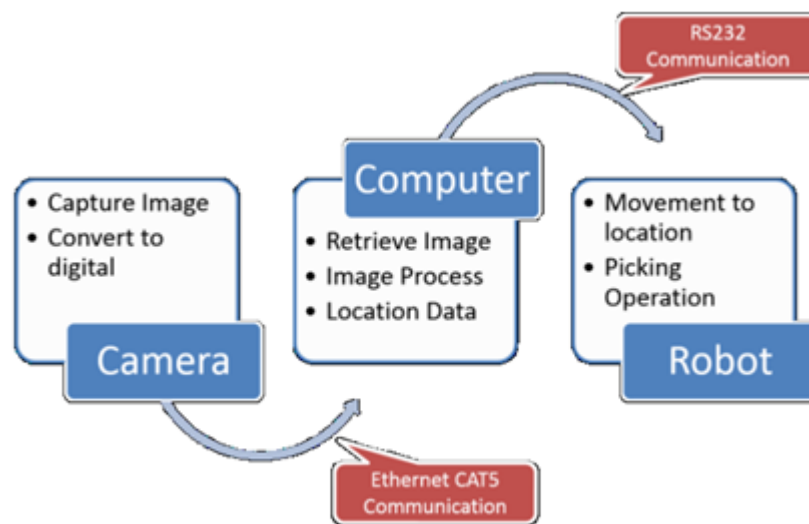 RS232
Communication
Computer
• Capture Image
• Convert to
digital
Camera
• Retrieve Image
• Image Process
• Location Data
• Movement to
location
• Picking
Operation
Robot
Ethernet CAT5
Communication